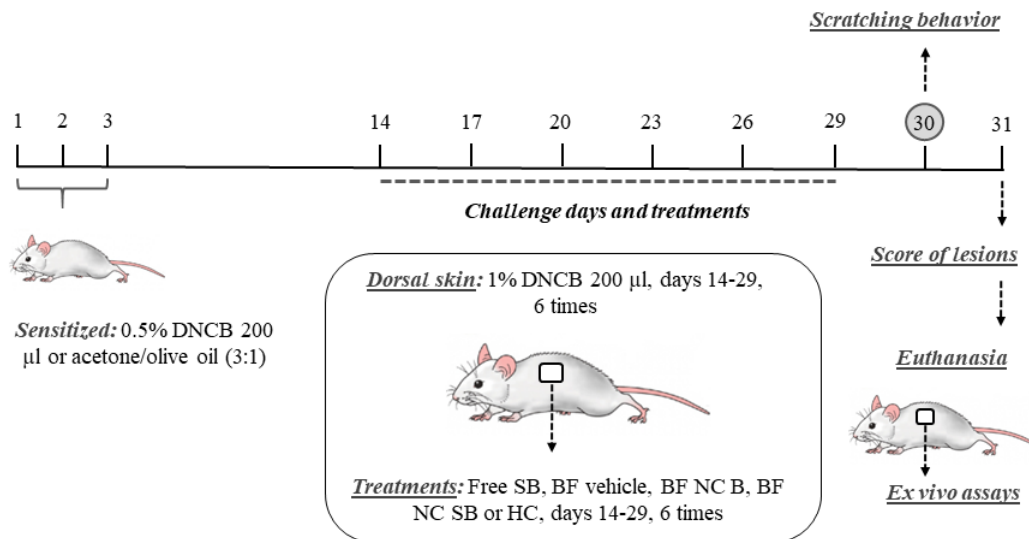 Scratching behavior
1 2 3 14 17 20 23 26 29 30 31
Challenge days and treatments
Sensitized: 0.5% DNCB 200
µl or acetone/olive oil (3:1)
Dorsal skin: 1% DNCB 200 µl, days 14-29,
6 times
Treatments: Free SB, BF vehicle, BF NC B, BF
NC SB or HC, days 14-29, 6 times
Score of lesions
Euthanasia
Ex vivo assays